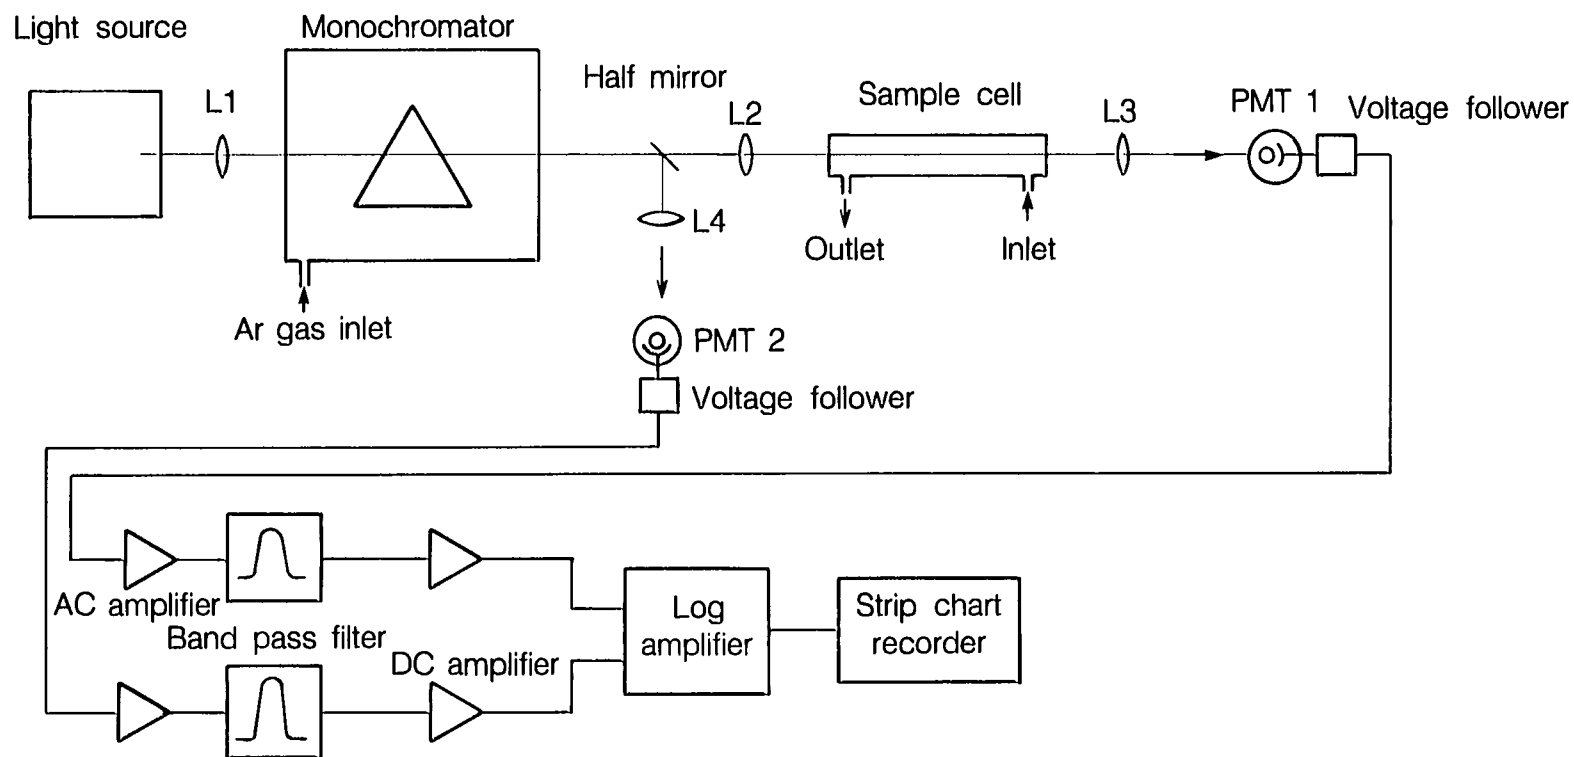 Light source
Monochromator
Half mirror
L1
L2
Sample cell
L3
PMT 1
Voltage follower
L4
Outlet
Inlet
Ar gas inlet
PMT 2
Voltage follower
AC amplifier
Band pass filter
DC amplifier
Log
amplifier
Strip chart
recorder